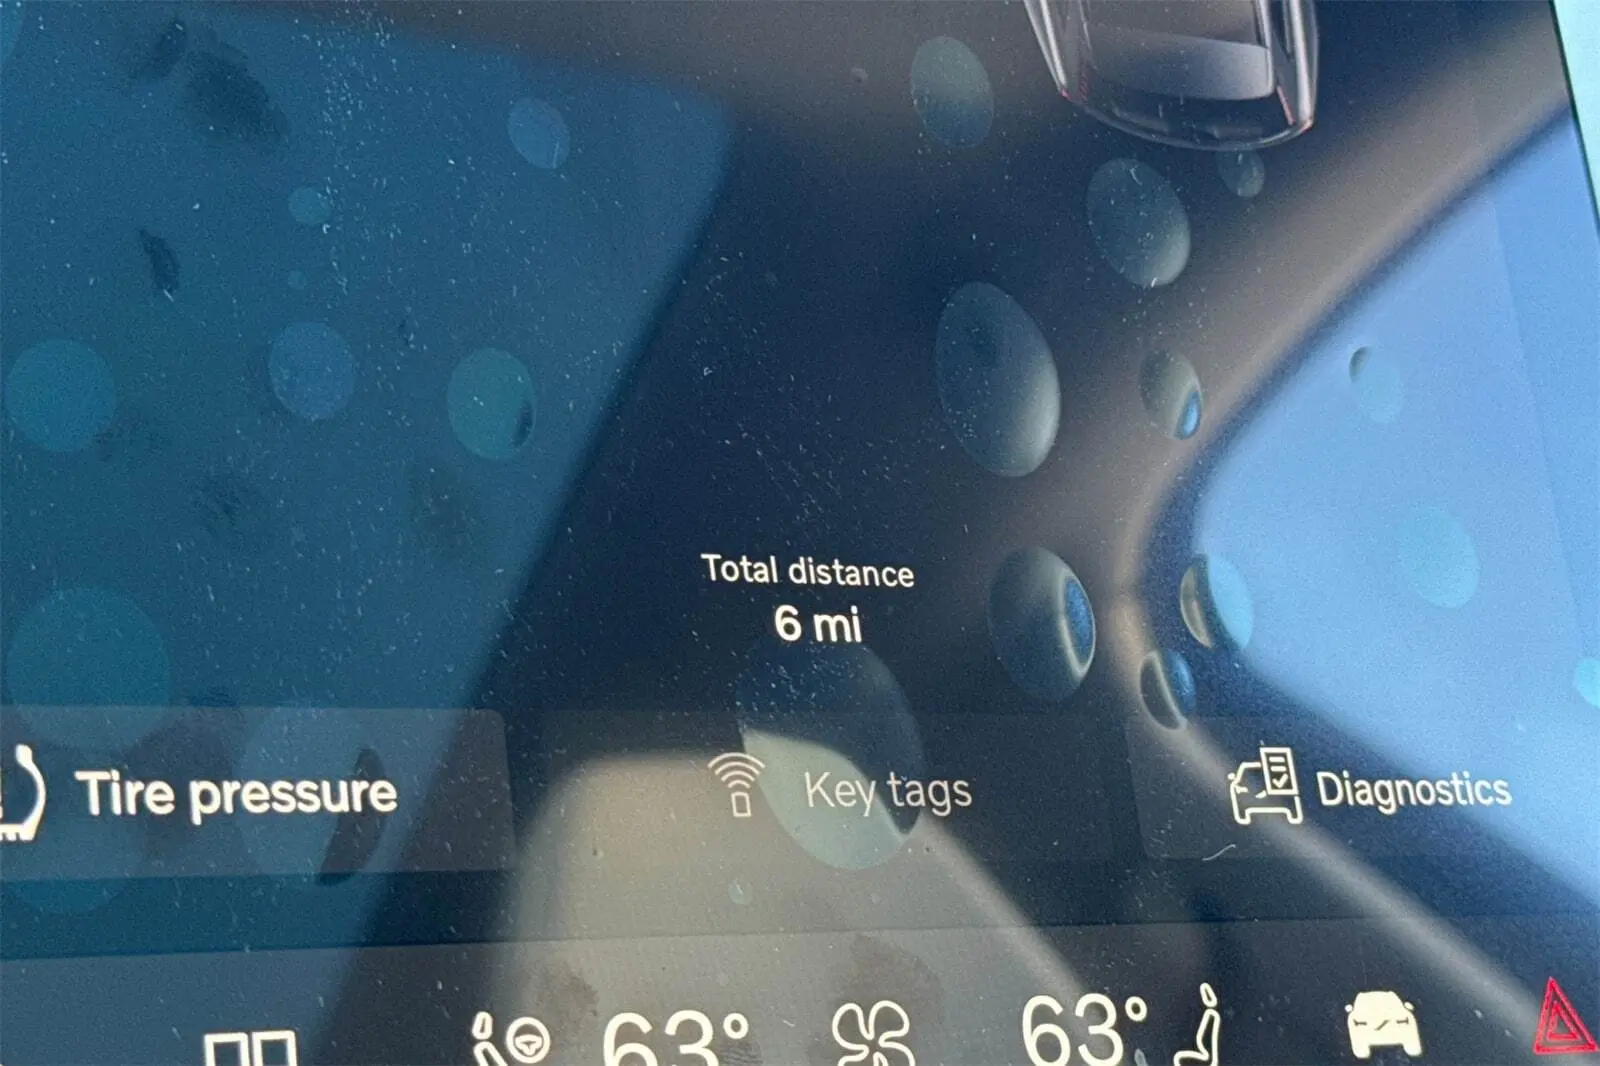 Total distance
6 mi
Tire pressure
Key tags
Diagnostics
63°
63°